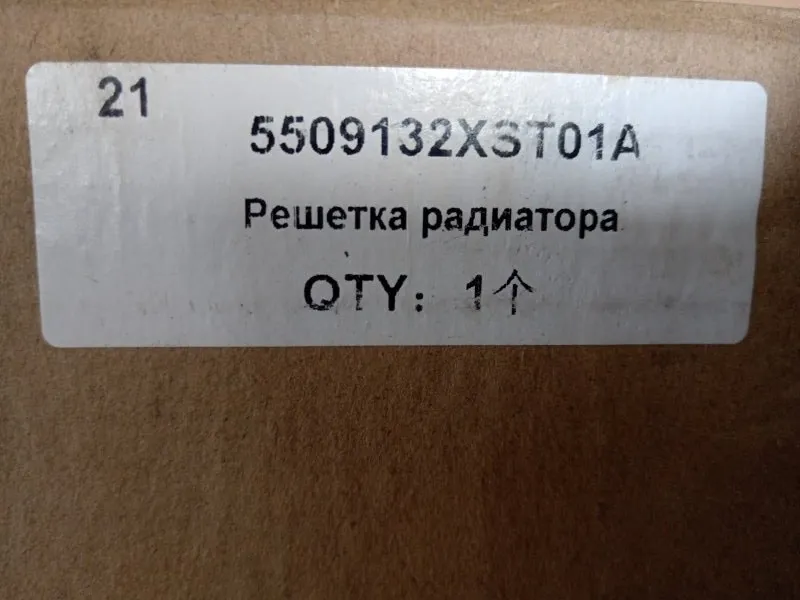 21
5509132XST01A
Решетка радиатора
QTY: 1个